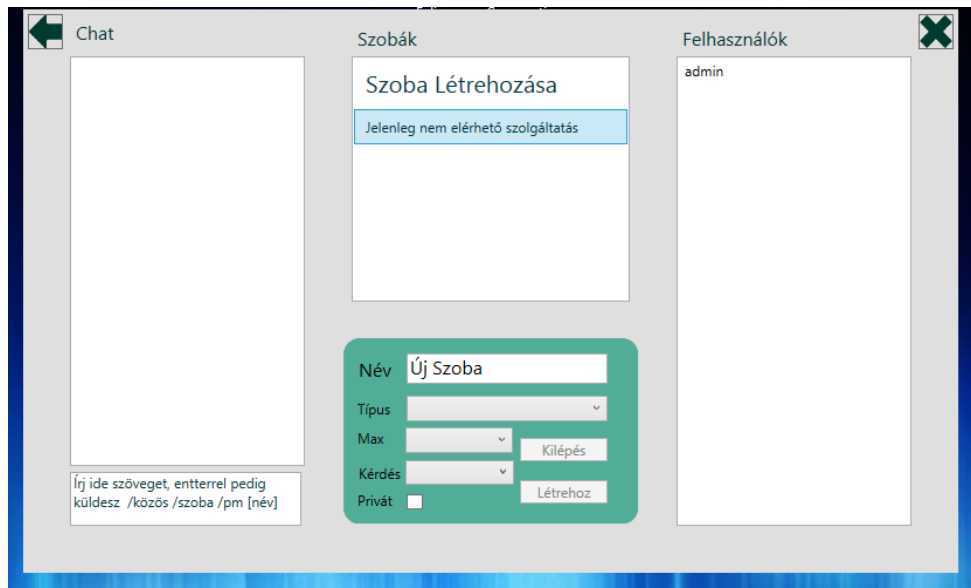 Chat
Írj ide szöveget, entterrel pedig
küldesz /közös /szoba /pm [név]
Szobák
Szoba Létrehozása
Jelenleg nem elérhető szolgáltatás
Név Új Szoba
Típus
Max
Kilépés
Kérdés
Létrehoz
Privát
Felhasználók
admin